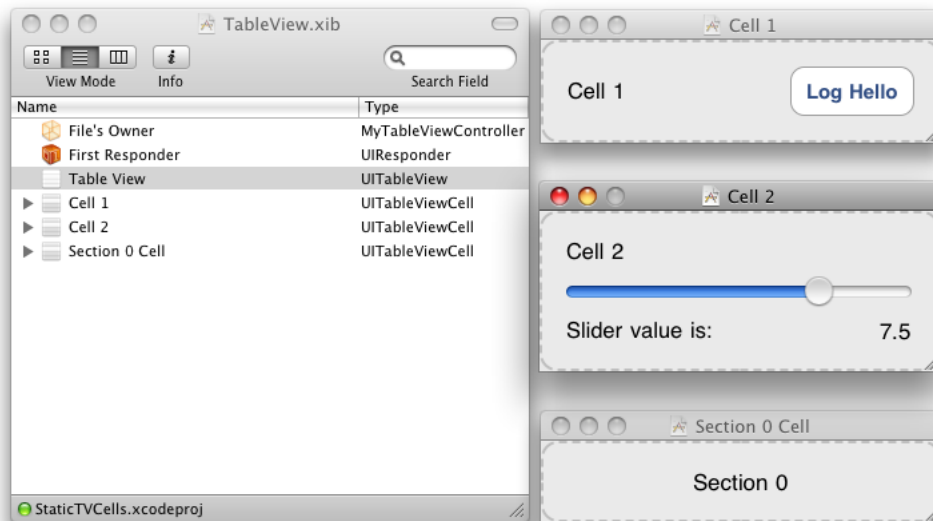 TableView.xib
View Mode
Info
Search Field
Name Type
File's Owner MyTableViewController
First Responder UIResponder
Table View UITableView
Cell 1 UITableViewCell
Cell 2 UITableViewCell
Section 0 Cell UITableViewCell
StaticTVCells.xcodeproj
Cell 1
Cell 1 Log Hello
Cell 2
Cell 2
Slider value is: 7.5
Section 0 Cell
Section 0